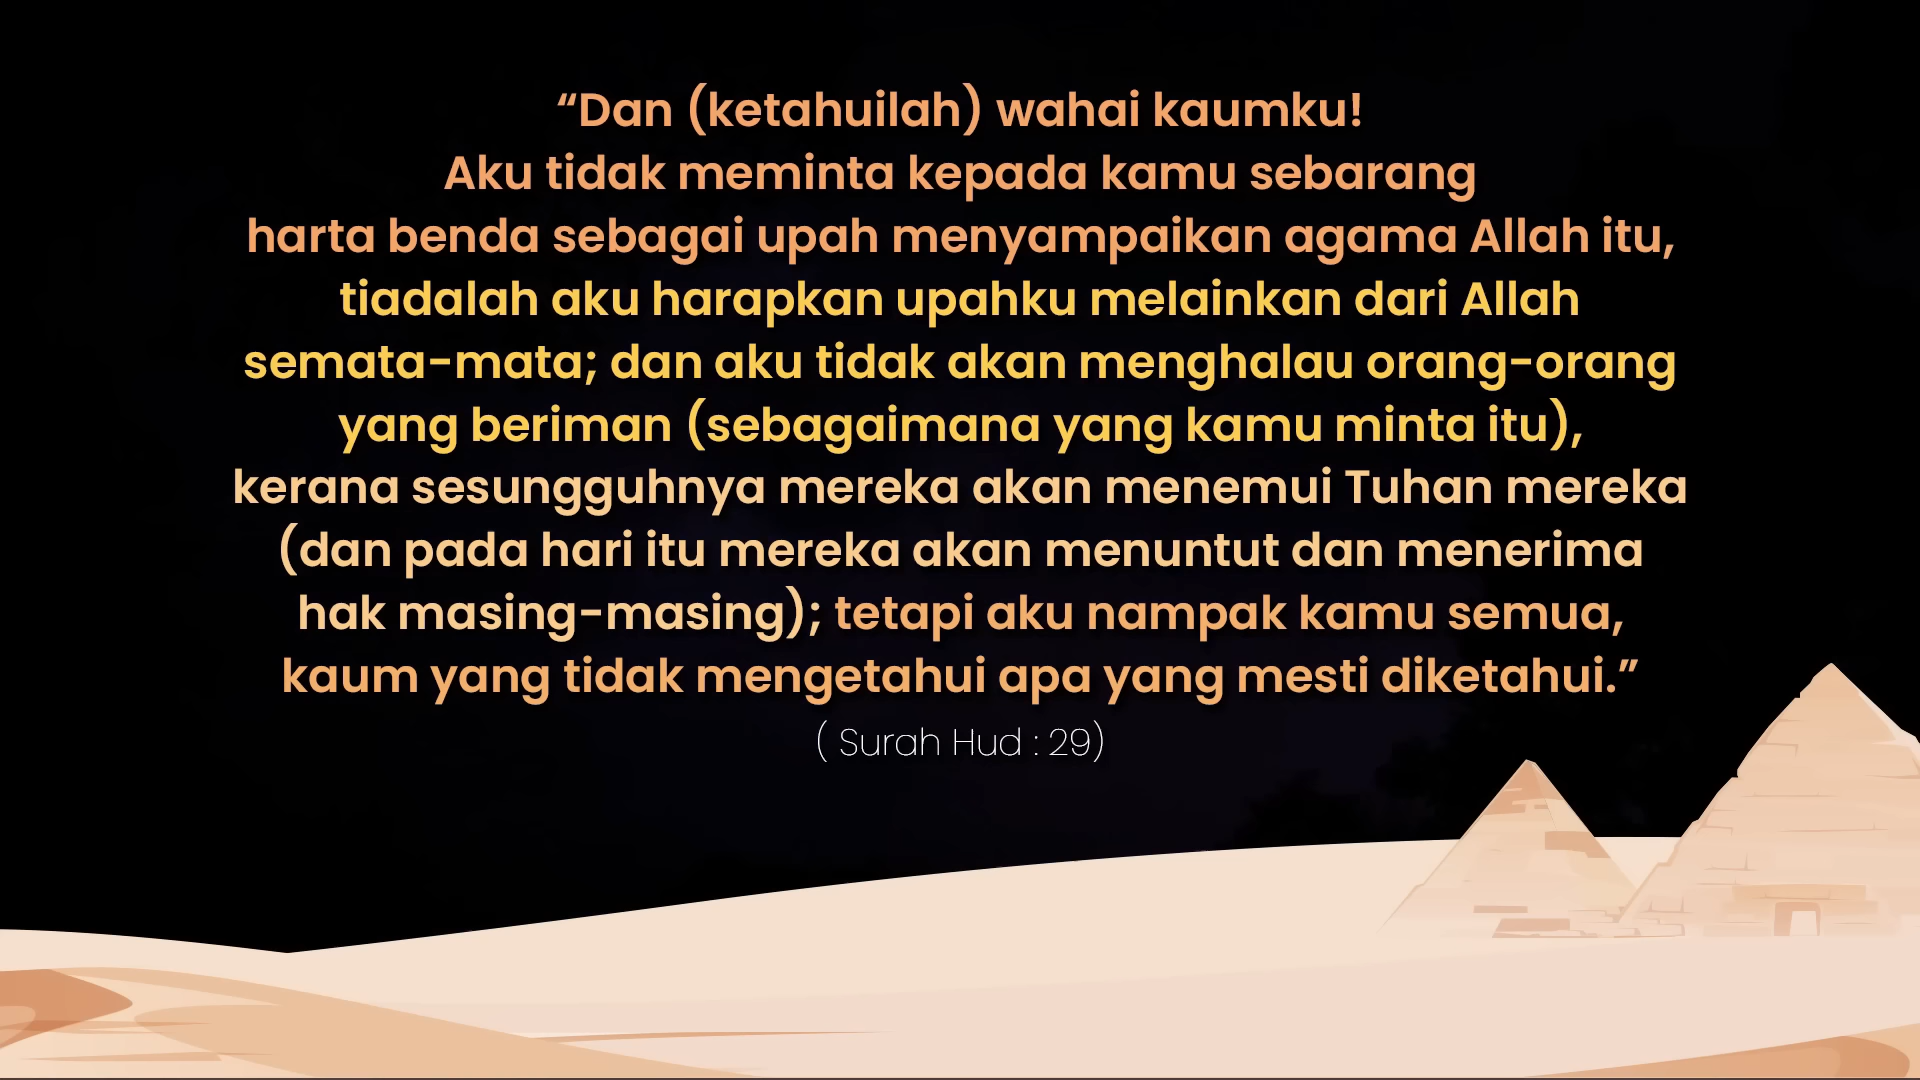 “Dan (ketahuilah) wahai kaumku!
Aku tidak meminta kepada kamu sebarang
harta benda sebagai upah menyampaikan agama Allah itu,
tiadalah aku harapkan upahku melainkan dari Allah
semata-mata; dan aku tidak akan menghalau orang-orang
yang beriman (sebagaimana yang kamu minta itu),
kerana sesungguhnya mereka akan menemui Tuhan mereka
(dan pada hari itu mereka akan menuntut dan menerima
hak masing-masing); tetapi aku nampak kamu semua,
kaum yang tidak mengetahui apa yang mesti diketahui.”
( Surah Hud : 29)